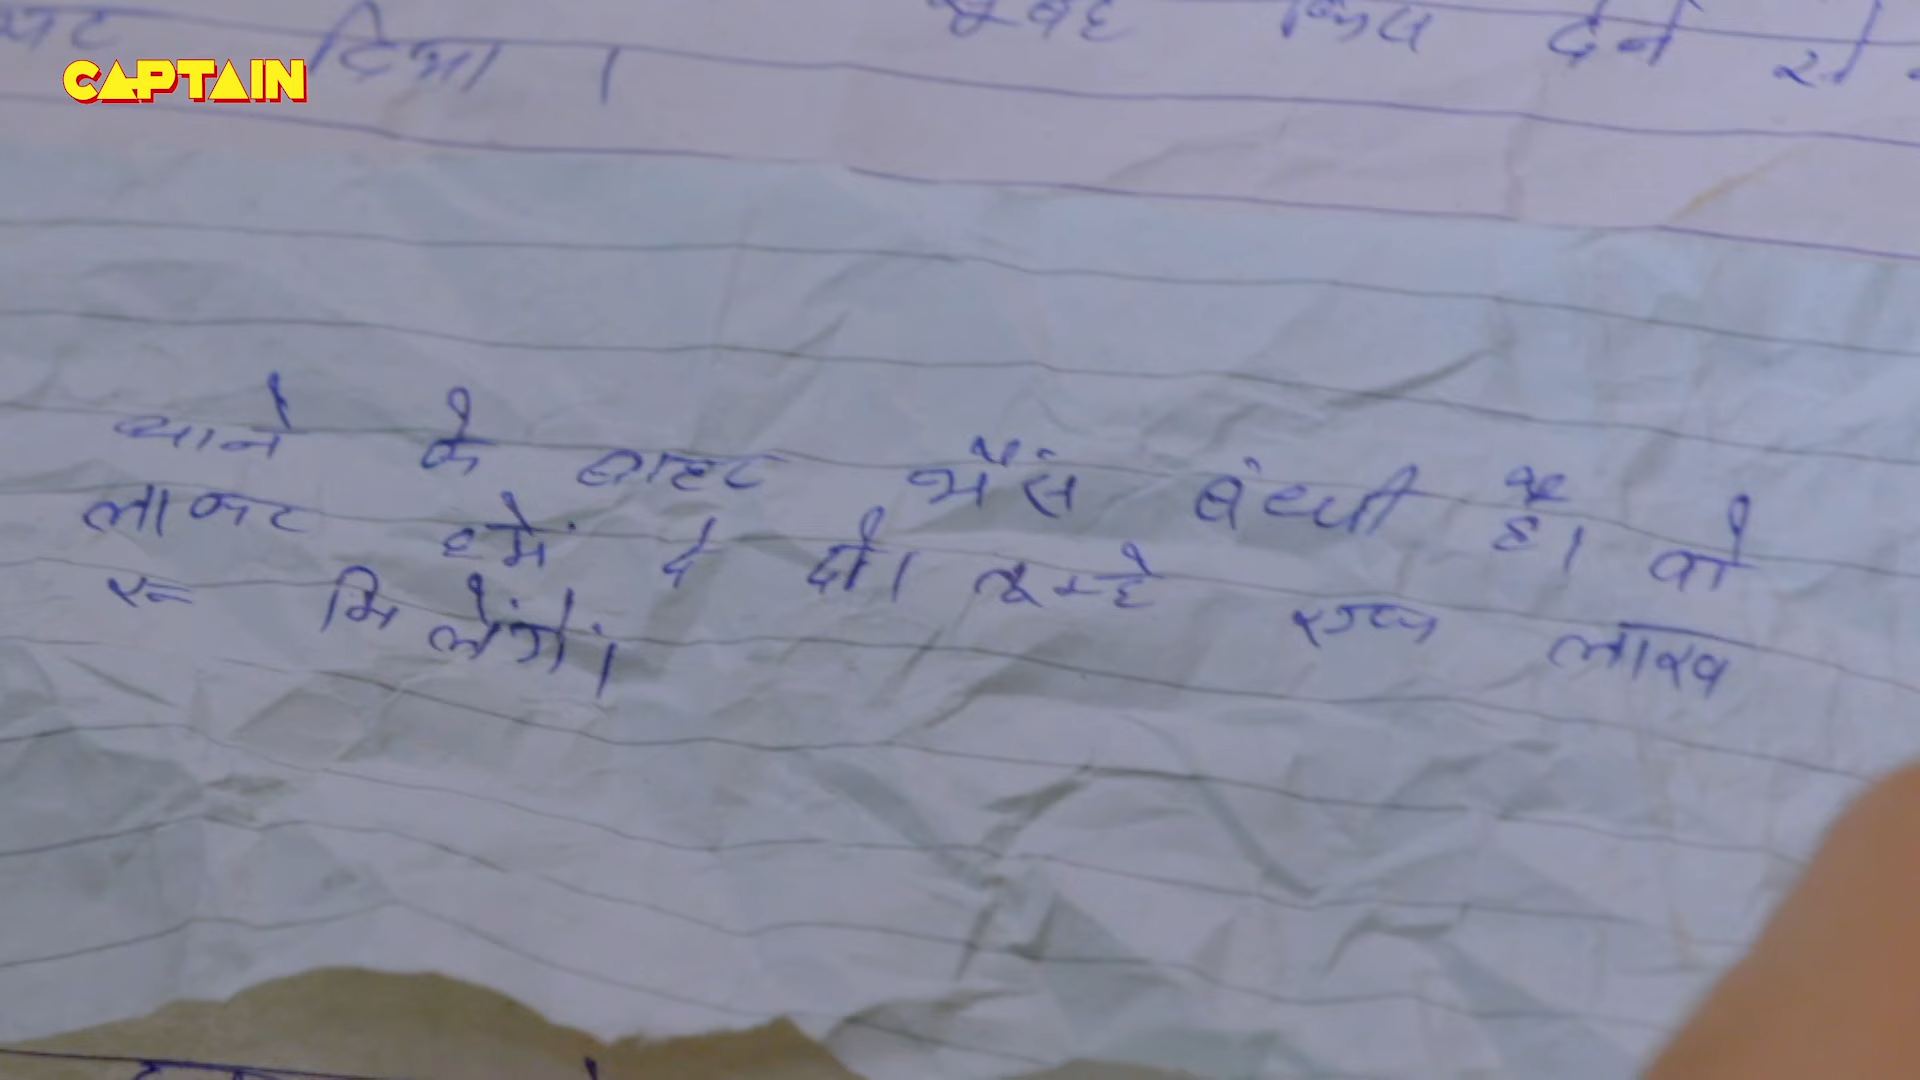 CAPTAIN
दिया ।
देने से
थाने के बाहर भैंस बंधी है। वो
लाकर हमें दे दो। तूम्हे एक लाख
रू मिलेंगें।